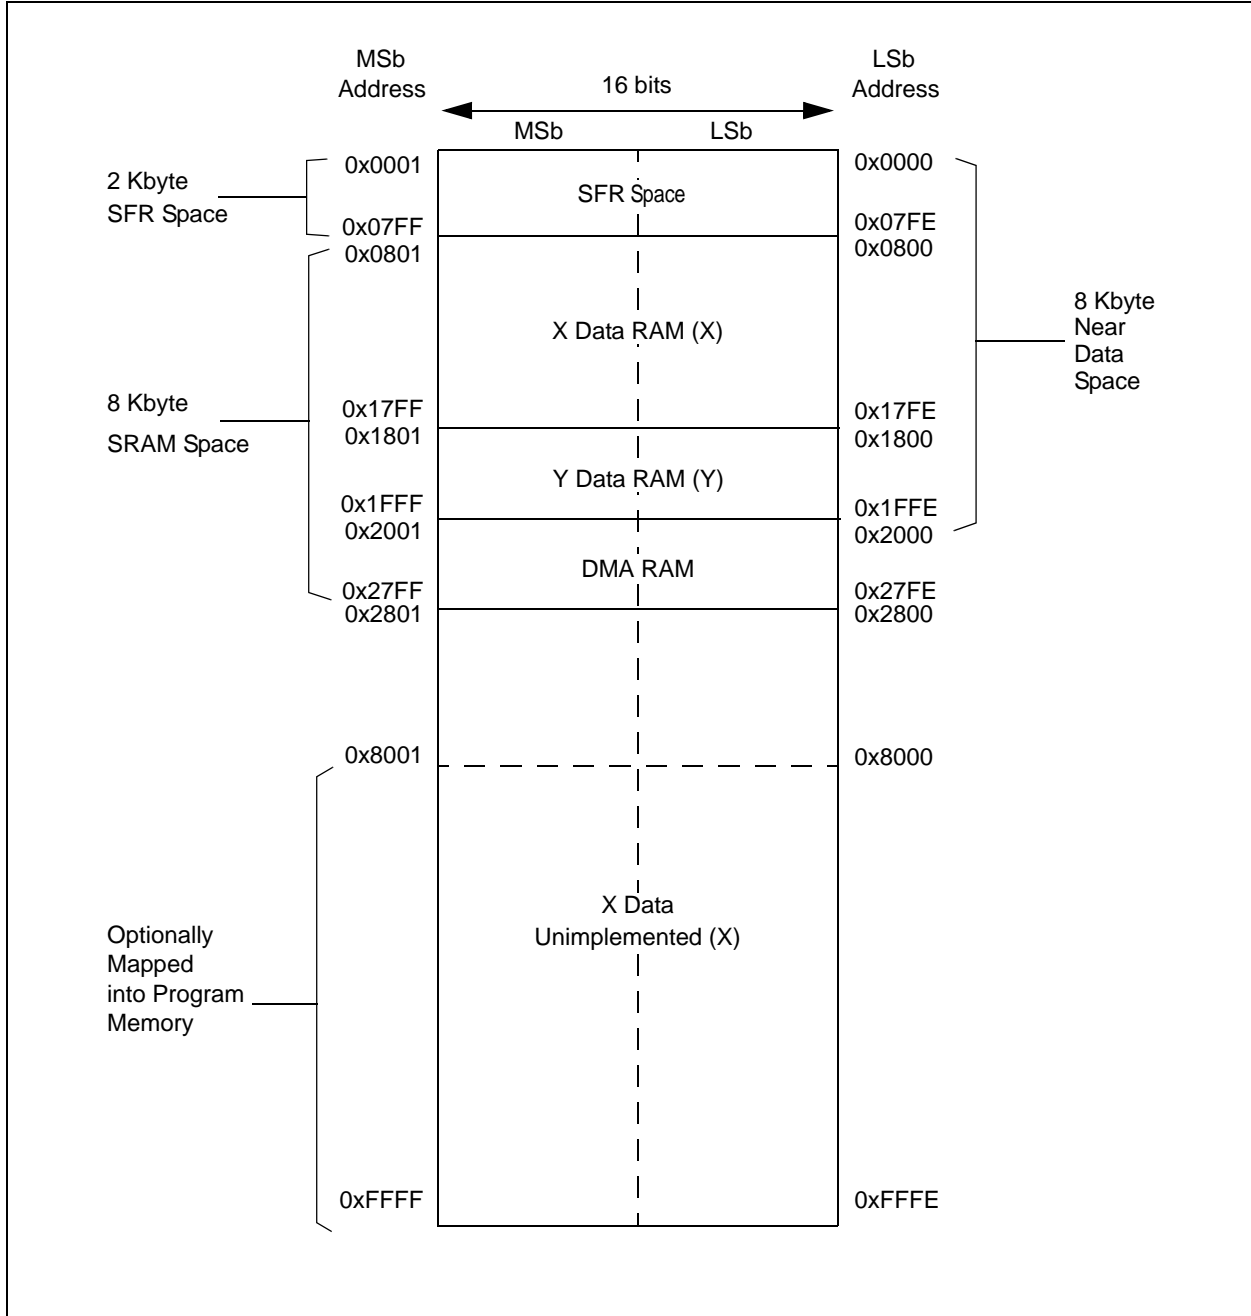 MSb
Address
16 bits
LSb
Address
MSb
LSb
0x0001
0x0000
2 Kbyte
SFR Space
SFR Space
0x07FF
0x07FE
0x0801
0x0800
X Data RAM (X)
8 Kbyte
Near
Data
Space
8 Kbyte
SRAM Space
0x17FF
0x17FE
0x1801
0x1800
Y Data RAM (Y)
0x1FFF
0x1FFE
0x2001
0x2000
DMA RAM
0x27FF
0x27FE
0x2801
0x2800
0x8001
0x8000
X Data
Unimplemented (X)
Optionally
Mapped
into Program
Memory
0xFFFF
0xFFFE